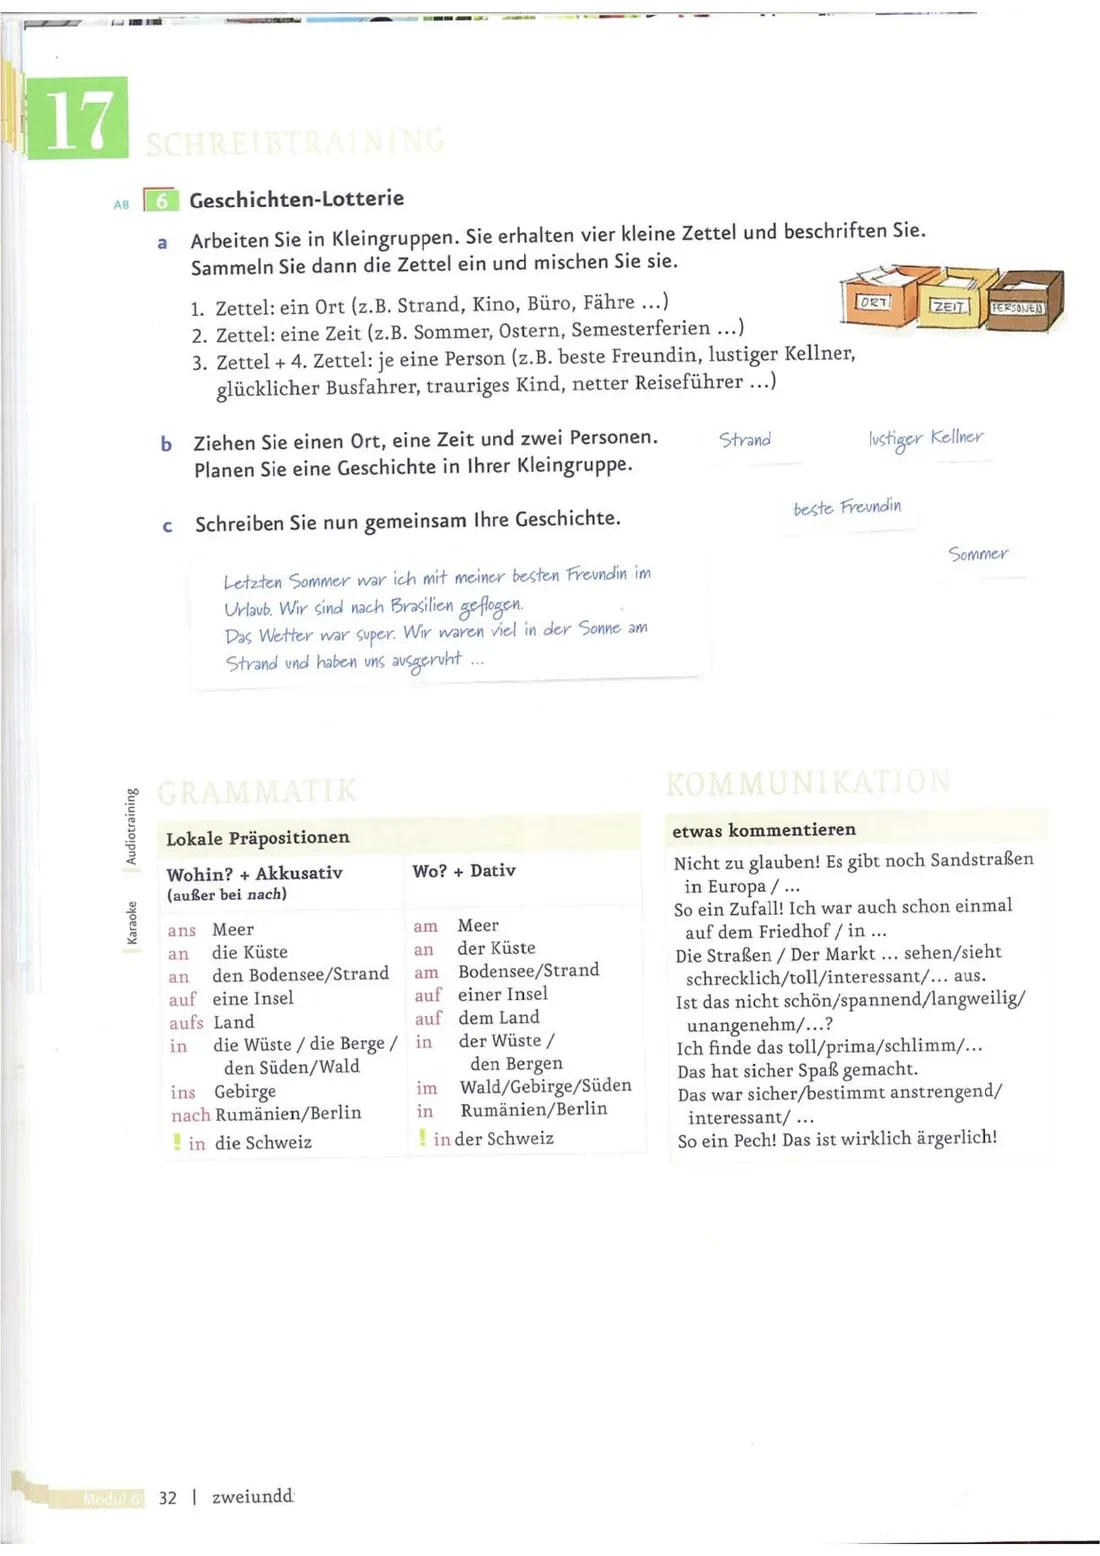 17
SCHREIBTRAINING
AB 6 Geschichten-Lotterie
a Arbeiten Sie in Kleingruppen. Sie erhalten vier kleine Zettel und beschriften Sie.
Sammeln Sie dann die Zettel ein und mischen Sie sie.
ORT ZEIT PERSONEN
1. Zettel: ein Ort (z.B. Strand, Kino, Büro, Fähre ...)
2. Zettel: eine Zeit (z.B. Sommer, Ostern, Semesterferien ...)
3. Zettel + 4. Zettel: je eine Person (z.B. beste Freundin, lustiger Kellner,
glücklicher Busfahrer, trauriges Kind, netter Reiseführer ...)
b Ziehen Sie einen Ort, eine Zeit und zwei Personen.
Planen Sie eine Geschichte in Ihrer Kleingruppe.
Strand
lustiger Kellner
beste Freundin
Sommer
c Schreiben Sie nun gemeinsam Ihre Geschichte.
Letzten Sommer war ich mit meiner besten Freundin im
Urlaub. Wir sind nach Brasilien geflogen.
Das Wetter war super. Wir waren viel in der Sonne am
Strand und haben uns ausgeruht ...
Audiotraining
Karaoke
GRAMMATIK
Lokale Präpositionen
Wohin? + Akkusativ
(außer bei nach)
Wo? + Dativ
ans Meer
am Meer
an die Küste
an der Küste
an den Bodensee/Strand
am Bodensee/Strand
auf eine Insel
auf einer Insel
aufs Land
auf dem Land
in die Wüste / die Berge /
den Süden/Wald
in der Wüste /
den Bergen
ins Gebirge
im Wald/Gebirge/Süden
nach Rumänien/Berlin
in Rumänien/Berlin
! in die Schweiz
! in der Schweiz
KOMMUNIKATION
etwas kommentieren
Nicht zu glauben! Es gibt noch Sandstraßen
in Europa / ...
So ein Zufall! Ich war auch schon einmal
auf dem Friedhof / in ...
Die Straßen / Der Markt ... sehen/sieht
schrecklich/toll/interessant/... aus.
Ist das nicht schön/spannend/langweilig/
unangenehm/...?
Ich finde das toll/prima/schlimm/...
Das hat sicher Spaß gemacht.
Das war sicher/bestimmt anstrengend/
interessant/ ...
So ein Pech! Das ist wirklich ärgerlich!
Modul 6 32 | zweiundd